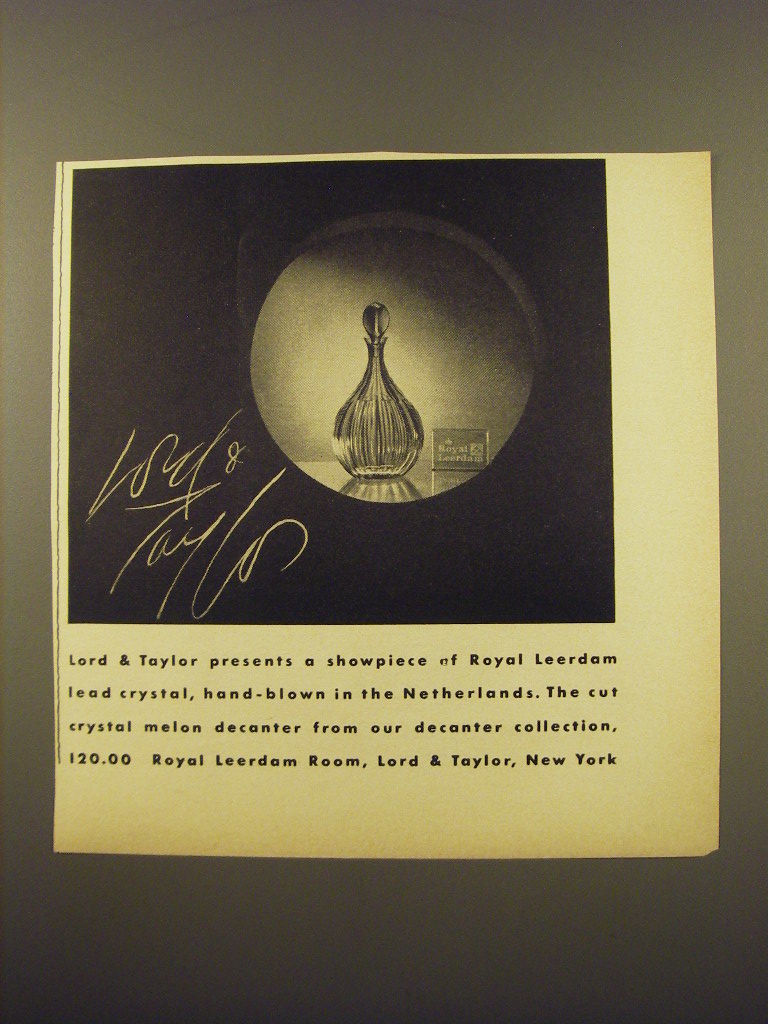 Royal
Leerdam
Lord &
Taylor
Lord & Taylor presents a showpiece of Royal Leerdam
lead crystal, hand-blown in the Netherlands. The cut
crystal melon decanter from our decanter collection,
120.00 Royal Leerdam Room, Lord & Taylor, New York